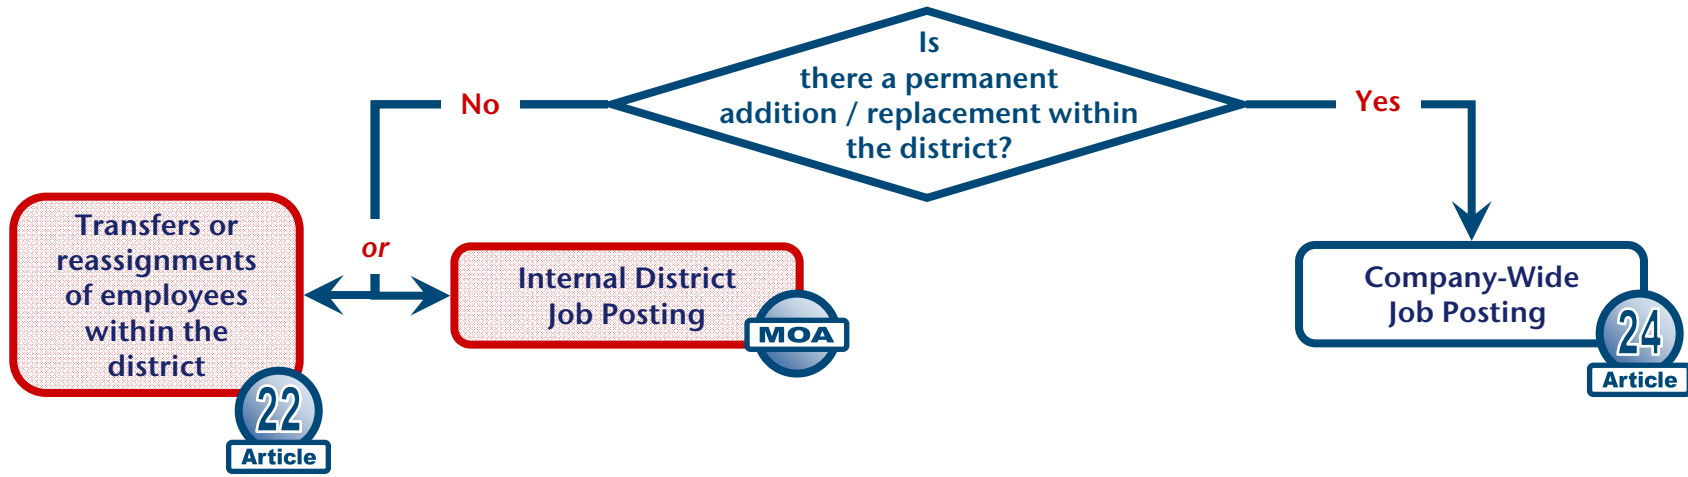 Is
there a permanent
addition / replacement within
the district?
No
Yes
Transfers or
reassignments
of employees
within the
district
22
Article
or
Internal District
Job Posting
MOA
Company-Wide
Job Posting
24
Article